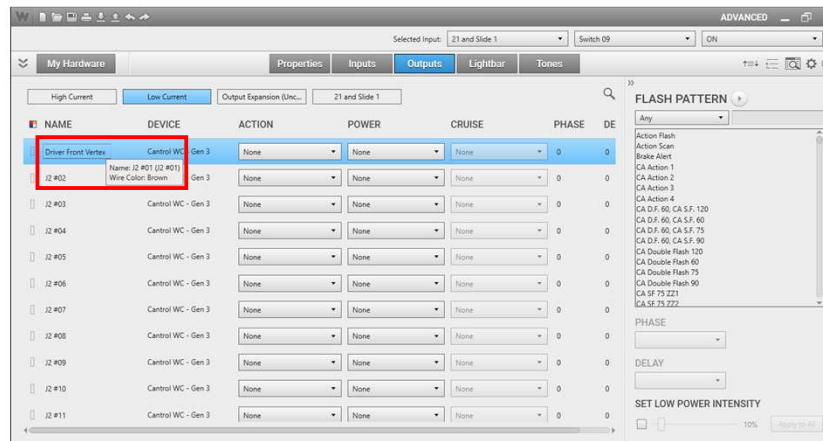 W ADVANCED
Selected Input: 21 and Slide 1 Switch 09 ON
My Hardware Properties Inputs Outputs Lightbar Tones
High Current Low Current Output Expansion (Unc... 21 and Slide 1
NAME DEVICE ACTION POWER CRUISE PHASE DE
Driver Front Vertex Cantrol WC - Gen 3 None None None 0 0
Name: J2 #01 (J2 #01)
Wire Color: Brown
J2 #02 - Gen 3 None None None 0 0
J2 #03 Cantrol WC - Gen 3 None None None 0 0
J2 #04 Cantrol WC - Gen 3 None None None 0 0
J2 #05 Cantrol WC - Gen 3 None None None 0 0
J2 #06 Cantrol WC - Gen 3 None None None 0 0
J2 #07 Cantrol WC - Gen 3 None None None 0 0
J2 #08 Cantrol WC - Gen 3 None None None 0 0
J2 #09 Cantrol WC - Gen 3 None None None 0 0
J2 #10 Cantrol WC - Gen 3 None None None 0 0
J2 #11 Cantrol WC - Gen 3 None None None 0 0
FLASH PATTERN
Any
Action Flash
Action Scan
Brake Alert
CA Action 1
CA Action 2
CA Action 3
CA Action 4
CA D.F. 60, CA S.F. 120
CA D.F. 60, CA S.F. 60
CA D.F. 60, CA S.F. 75
CA D.F. 60, CA S.F. 90
CA Double Flash 120
CA Double Flash 60
CA Double Flash 75
CA Double Flash 90
CA SF 75 ZZ1
CA SF 75 ZZ2
PHASE
DELAY
SET LOW POWER INTENSITY
10% Apply to All